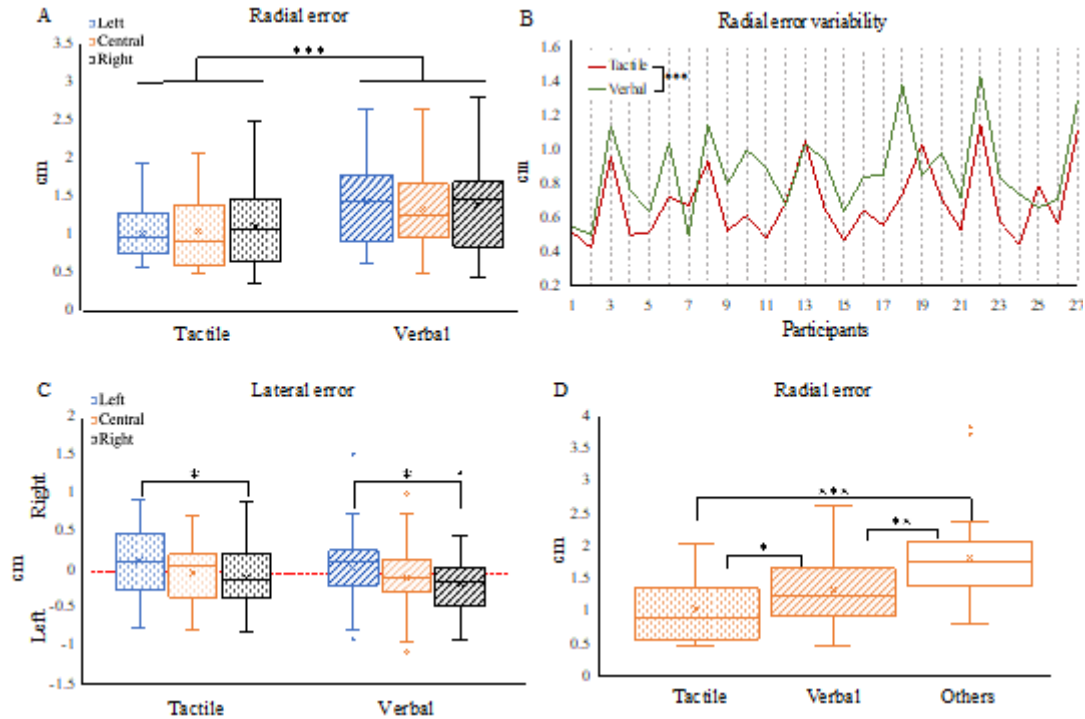 A
Radial error
Left
Central
Right
3.5
3
2.5
2
1.5
1
0.5
0
cm
***
Tactile
Verbal
B
Radial error variability
1.6
1.4
1.2
1.0
0.8
0.6
0.4
0.2
cm
Tactile
Verbal
***
1 3 5 7 9 11 13 15 17 19 21 23 25 27
Participants
C
Lateral error
Left
Central
Right
2
1.5
1
0.5
0
-0.5
-1
-1.5
Right
cm
Left
*
*
Tactile
Verbal
D
Radial error
4
3.5
3
2.5
2
1.5
1
0.5
0
cm
***
**
*
Tactile
Verbal
Others